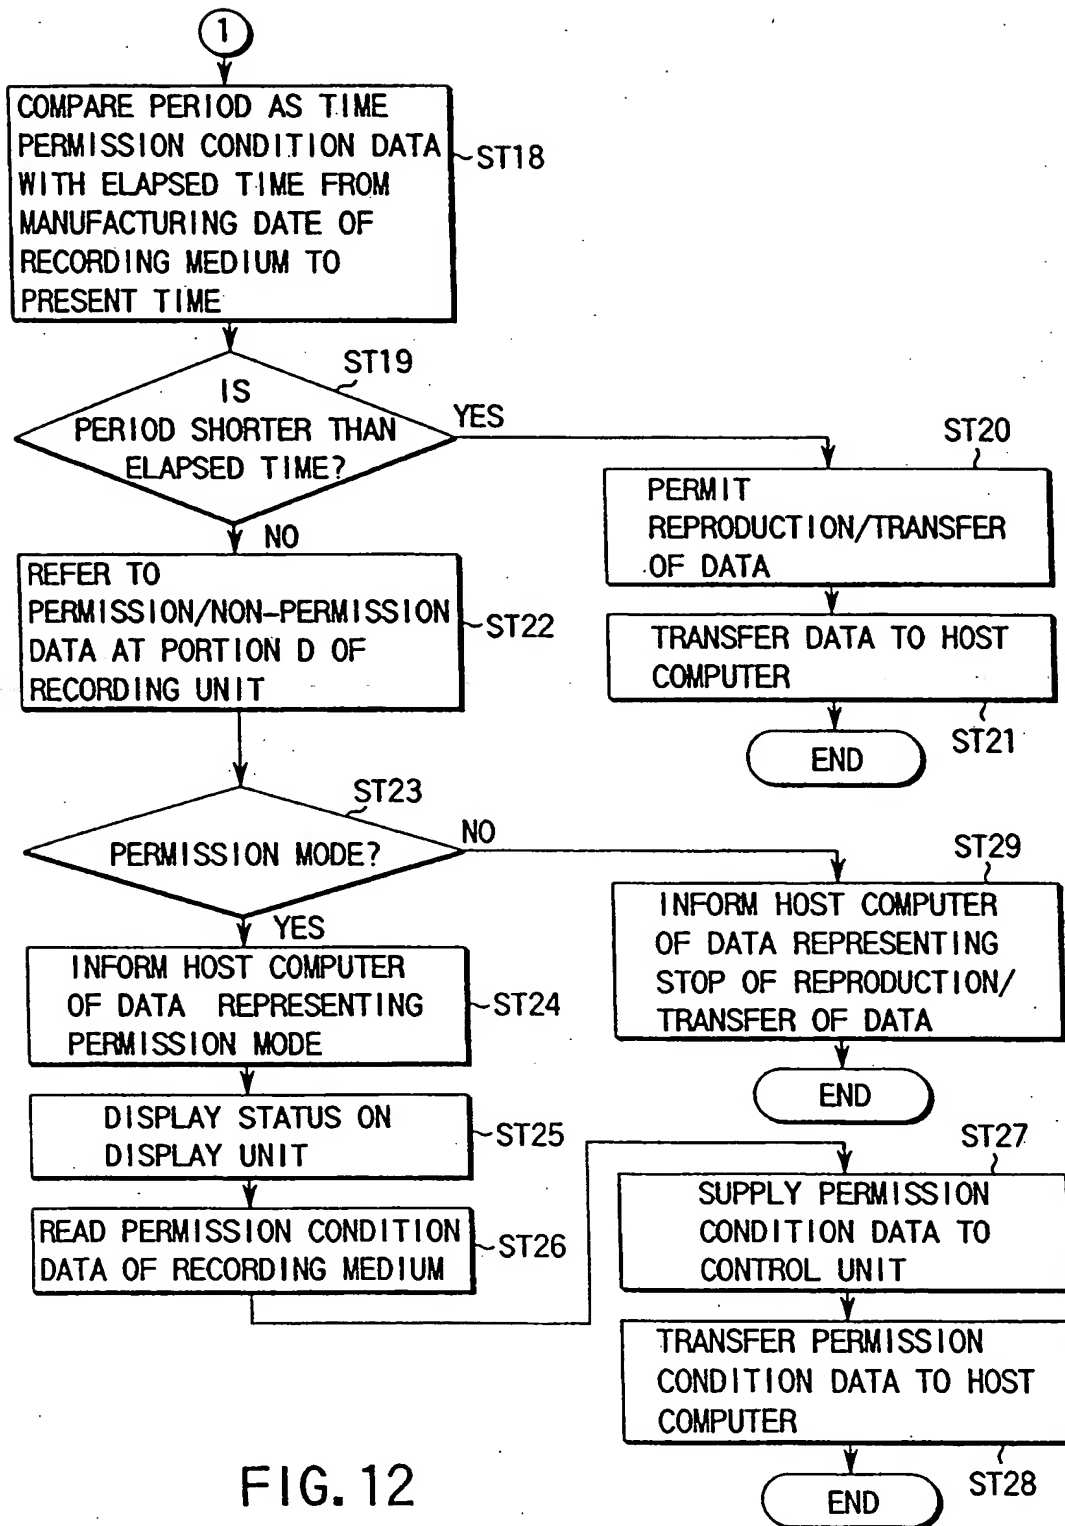 1
COMPARE PERIOD AS TIME
PERMISSION CONDITION DATA
WITH ELAPSED TIME FROM
MANUFACTURING DATE OF
RECORDING MEDIUM TO
PRESENT TIME
ST18
ST19
IS
PERIOD SHORTER THAN
ELAPSED TIME?
YES
NO
ST20
PERMIT
REPRODUCTION/TRANSFER
OF DATA
TRANSFER DATA TO HOST
COMPUTER
ST21
END
REFER TO
PERMISSION/NON-PERMISSION
DATA AT PORTION D OF
RECORDING UNIT
ST22
ST23
PERMISSION MODE?
NO
YES
ST29
INFORM HOST COMPUTER
OF DATA REPRESENTING
STOP OF REPRODUCTION/
TRANSFER OF DATA
END
INFORM HOST COMPUTER
OF DATA REPRESENTING
PERMISSION MODE
ST24
DISPLAY STATUS ON
DISPLAY UNIT
ST25
READ PERMISSION CONDITION
DATA OF RECORDING MEDIUM
ST26
ST27
SUPPLY PERMISSION
CONDITION DATA TO
CONTROL UNIT
TRANSFER PERMISSION
CONDITION DATA TO HOST
COMPUTER
ST28
END
FIG. 12